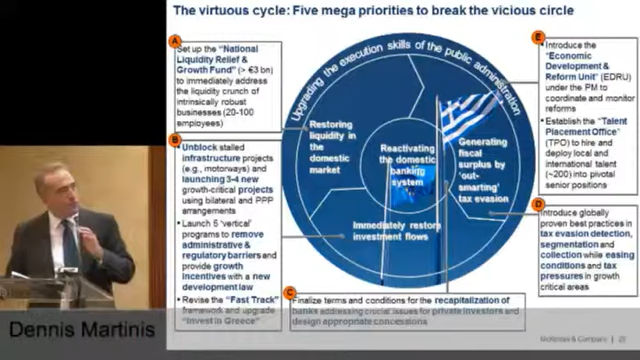 The virtuous cycle: Five mega priorities to break the vicious circle
A
Set up the "National
Liquidity Relief &
Growth Fund" (> €3 bn)
to immediately address
the liquidity crunch of
intrinsically robust
businesses (20-100
employees)
B
• Unblock stalled
infrastructure projects
(e.g., motorways) and
launching 3-4 new
growth-critical projects
using bilateral and PPP
arrangements
• Launch 5 'vertical'
programs to remove
administrative &
regulatory barriers and
provide growth
incentives with a new
development law
• Revise the "Fast Track"
framework and upgrade
"Invest in Greece"
Upgrading the execution skills of the public administration
Restoring
liquidity in
the domestic
market
Reactivating
the domestic
banking
system
Generating
fiscal
surplus by
'out-
smarting'
tax evasion
Immediately restore
investment flows
C
Finalize terms and conditions for the recapitalization of
banks addressing crucial issues for private investors and
design appropriate concessions
E
• Introduce the
"Economic
Development &
Reform Unit" (EDRU)
under the PM to
coordinate and monitor
reforms
• Establish the "Talent
Placement Office"
(TPO) to hire and
deploy local and
international talent
(~200) into pivotal
senior positions
D
Introduce globally
proven best practices in
tax evasion detection,
segmentation and
collection while easing
conditions and tax
pressures in growth
critical areas
Dennis Martinis
McKinsey & Company |